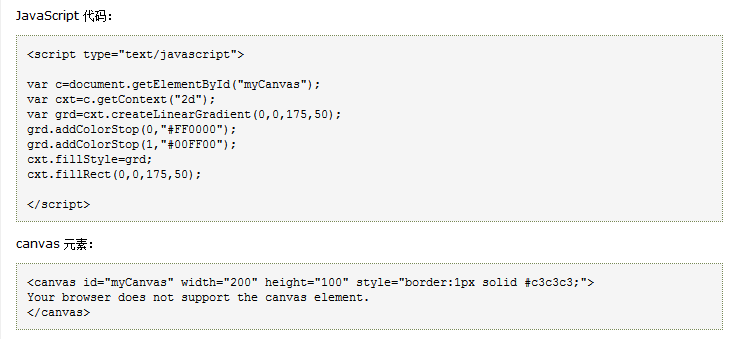 JavaScript 代码：
<script type="text/javascript">
var c=document.getElementById("myCanvas");
var cxt=c.getContext("2d");
var grd=cxt.createLinearGradient(0,0,175,50);
grd.addColorStop(0,"#FF0000");
grd.addColorStop(1,"#00FF00");
cxt.fillStyle=grd;
cxt.fillRect(0,0,175,50);
</script>
canvas 元素：
<canvas id="myCanvas" width="200" height="100" style="border:1px solid #c3c3c3;">
Your browser does not support the canvas element.
</canvas>